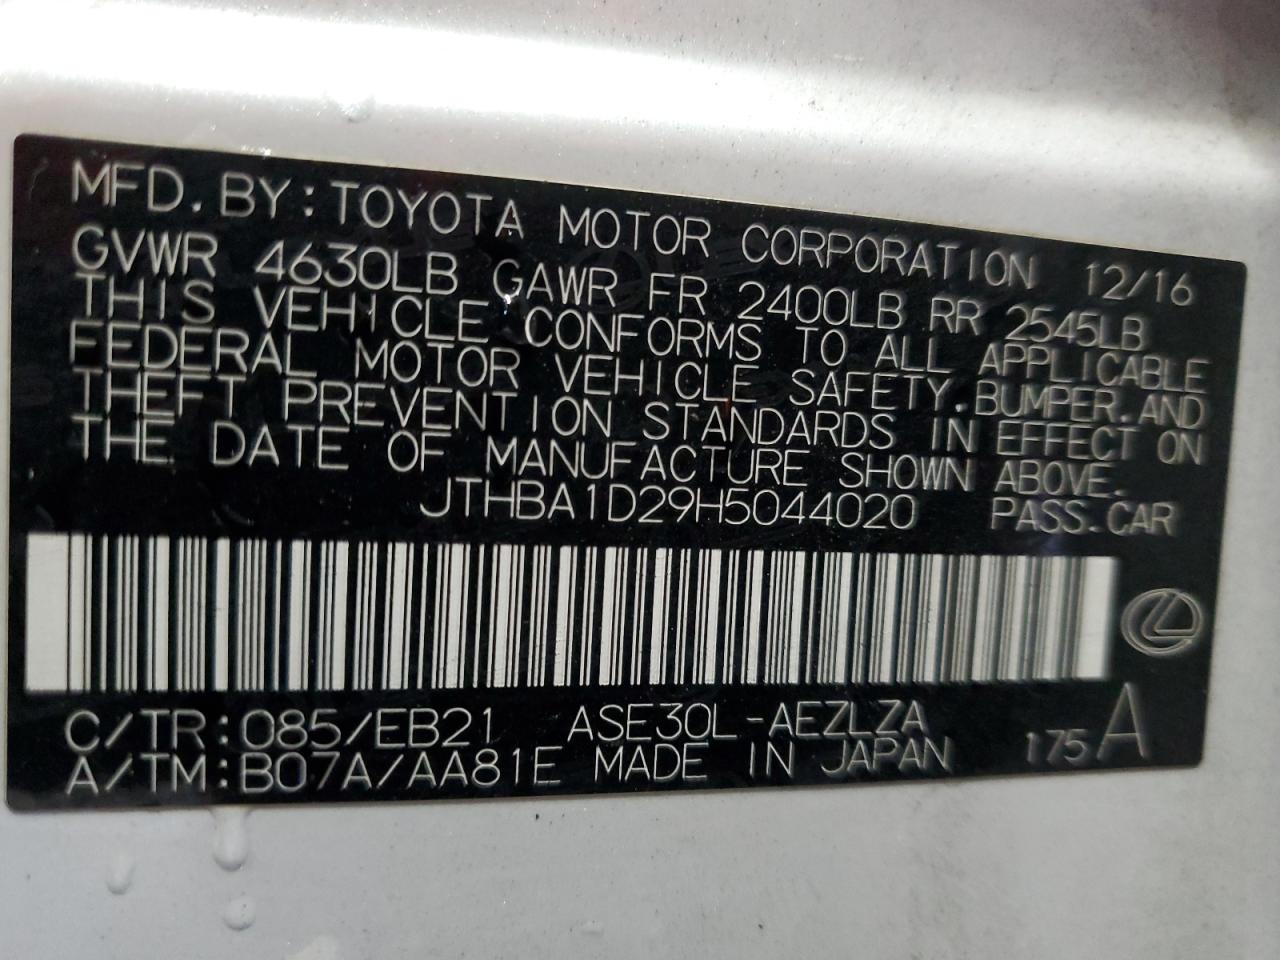 MFD. BY: TOYOTA MOTOR CORPORATION 12/16
GVWR 4630LB GAWR FR 2400LB RR 2545LB
THIS VEHICLE CONFORMS TO ALL APPLICABLE
FEDERAL MOTOR VEHICLE SAFETY, BUMPER, AND
THEFT PREVENTION STANDARDS IN EFFECT ON
THE DATE OF MANUFACTURE SHOWN ABOVE.
JTHBA1D29H5044020 PASS. CAR
C/TR: 085/EB21 ASE30L-AEZLZA 175 A
A/TM: B07A/AA81E MADE IN JAPAN